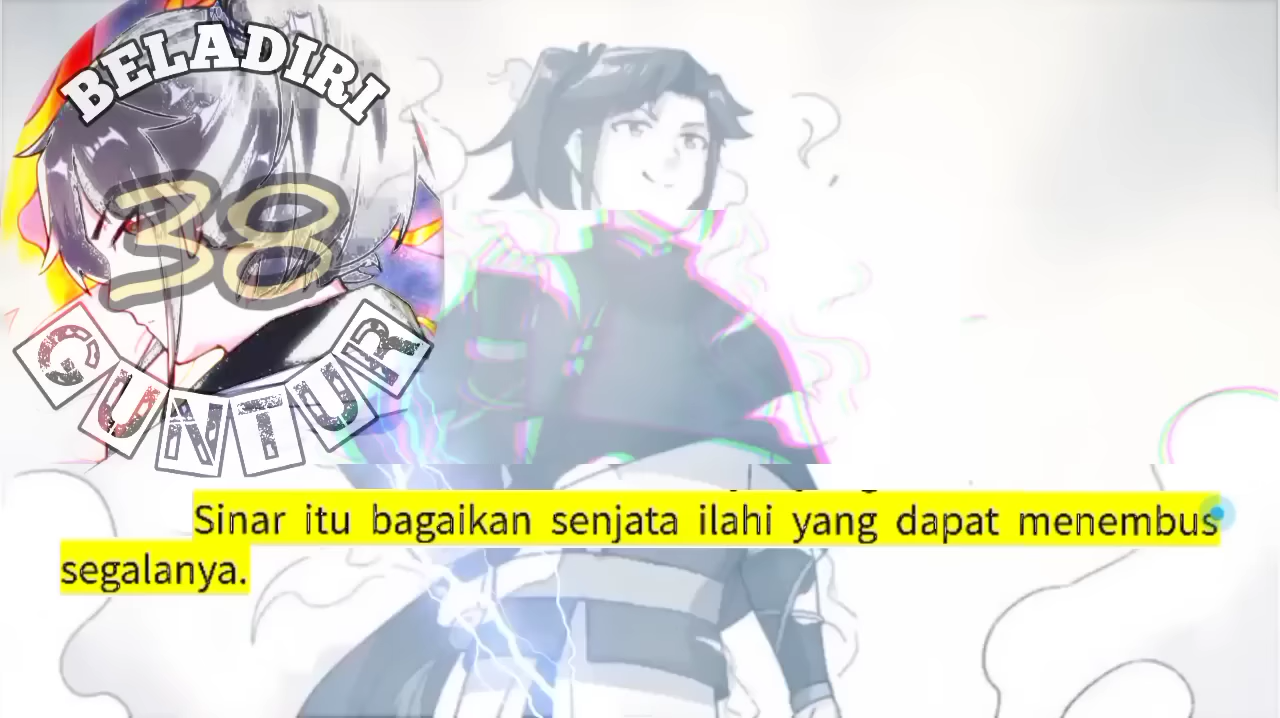 BELADIRI
38
GUNTUR
Sinar itu bagaikan senjata ilahi yang dapat menembus
segalanya.